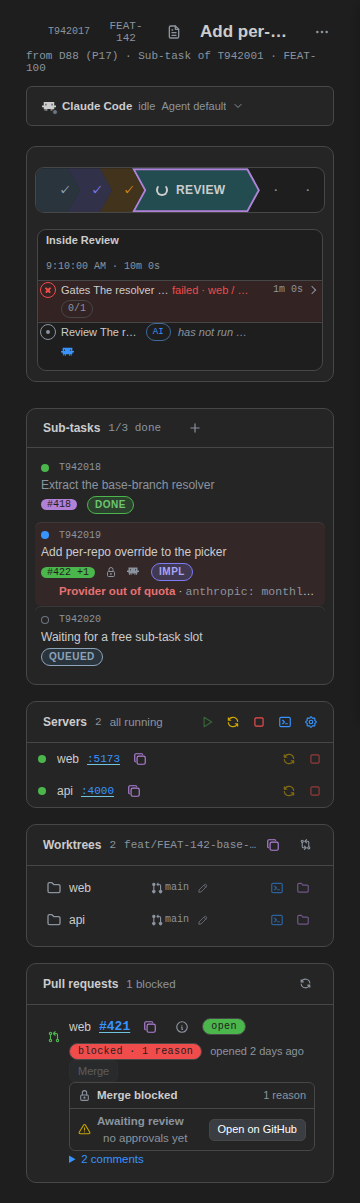 T942017 FEAT-142 Add per-…
from D88 (P17) · Sub-task of T942001 · FEAT-100
Claude Code idle Agent default
REVIEW
Inside Review
9:10:00 AM · 10m 0s
Gates The resolver … failed · web / … 1m 0s
0/1
Review The r… AI has not run …
Sub-tasks 1/3 done
T942018
Extract the base-branch resolver
#418 DONE
T942019
Add per-repo override to the picker
#422 +1 IMPL
Provider out of quota · anthropic: monthl…
T942020
Waiting for a free sub-task slot
QUEUED
Servers 2 all running
web :5173
api :4000
Worktrees 2 feat/FEAT-142-base-…
web main
api main
Pull requests 1 blocked
web #421 open
blocked · 1 reason opened 2 days ago
Merge
Merge blocked 1 reason
Awaiting review
no approvals yet
Open on GitHub
2 comments